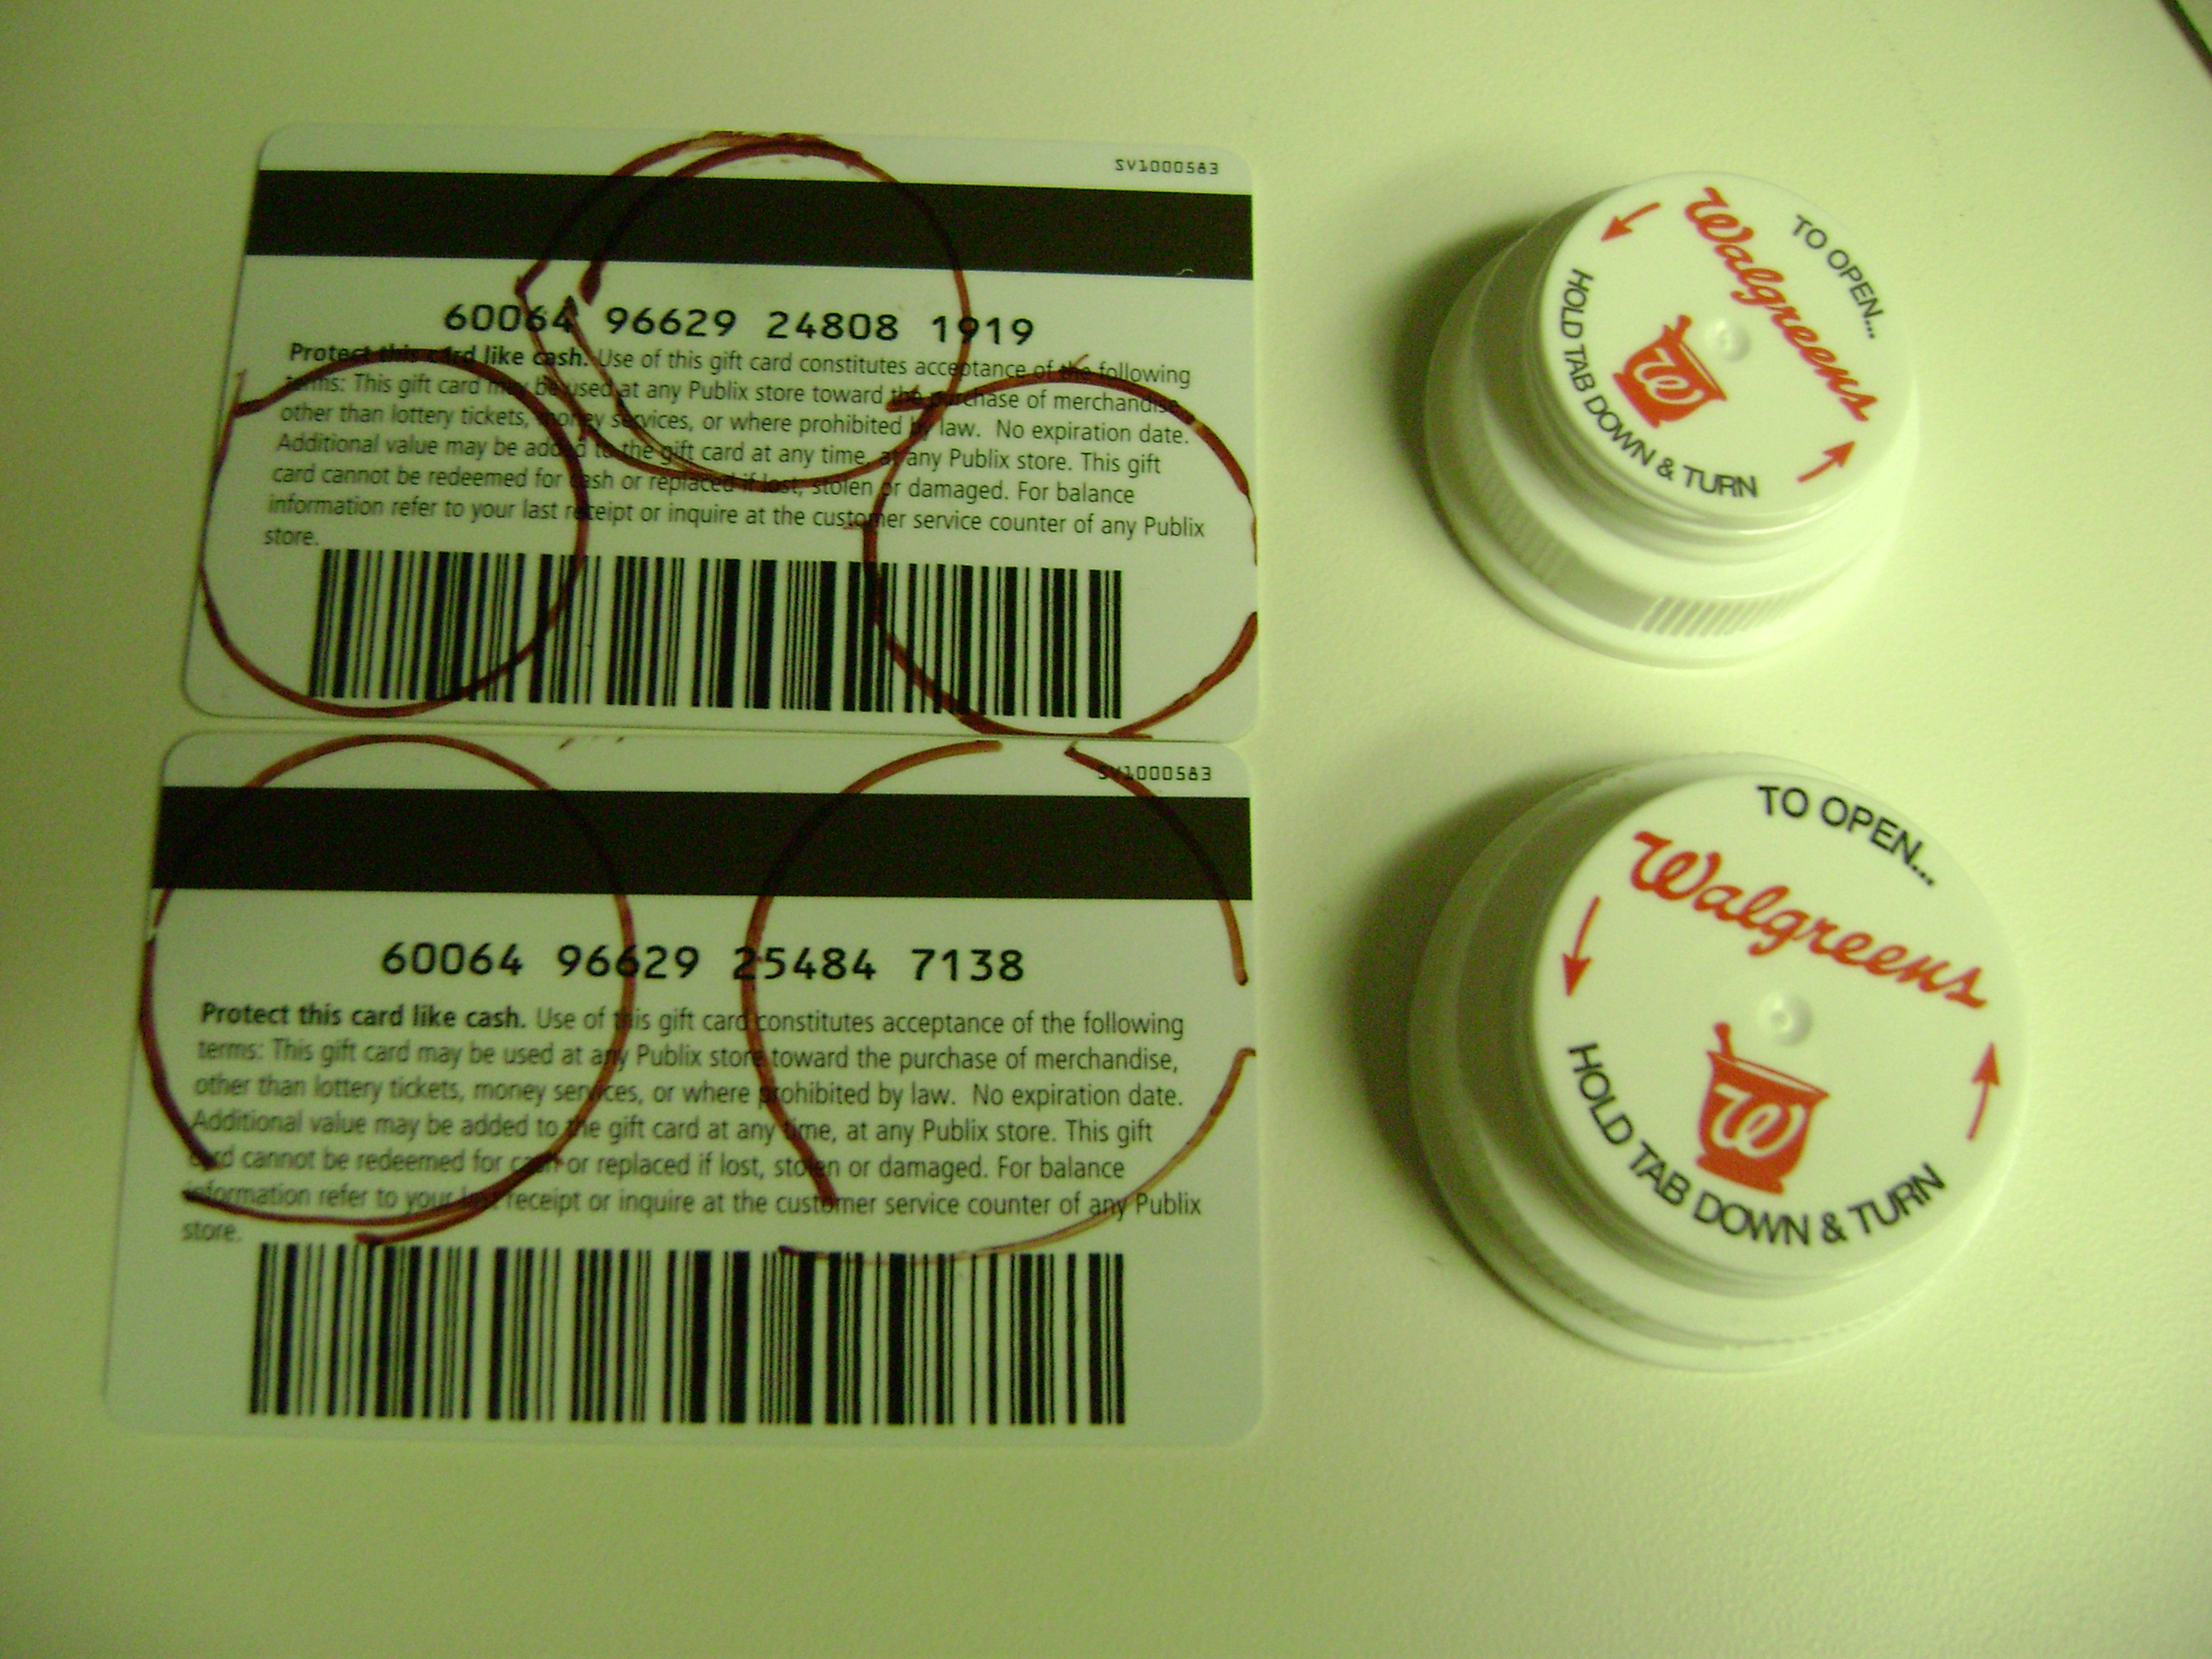 SV1000583
60064 96629 24808 1919
Protect this card like cash. Use of this gift card constitutes acceptance of the following
terms: This gift card may be used at any Publix store toward the purchase of merchandise,
other than lottery tickets, money services, or where prohibited by law. No expiration date.
Additional value may be added to the gift card at any time, at any Publix store. This gift
card cannot be redeemed for cash or replaced if lost, stolen or damaged. For balance
information refer to your last receipt or inquire at the customer service counter of any Publix
store.
SV1000583
60064 96629 25484 7138
Protect this card like cash. Use of this gift card constitutes acceptance of the following
terms: This gift card may be used at any Publix store toward the purchase of merchandise,
other than lottery tickets, money services, or where prohibited by law. No expiration date.
Additional value may be added to the gift card at any time, at any Publix store. This gift
card cannot be redeemed for cash or replaced if lost, stolen or damaged. For balance
information refer to your last receipt or inquire at the customer service counter of any Publix
store.
TO OPEN...
Walgreens
W
HOLD TAB DOWN & TURN
TO OPEN...
Walgreens
W
HOLD TAB DOWN & TURN